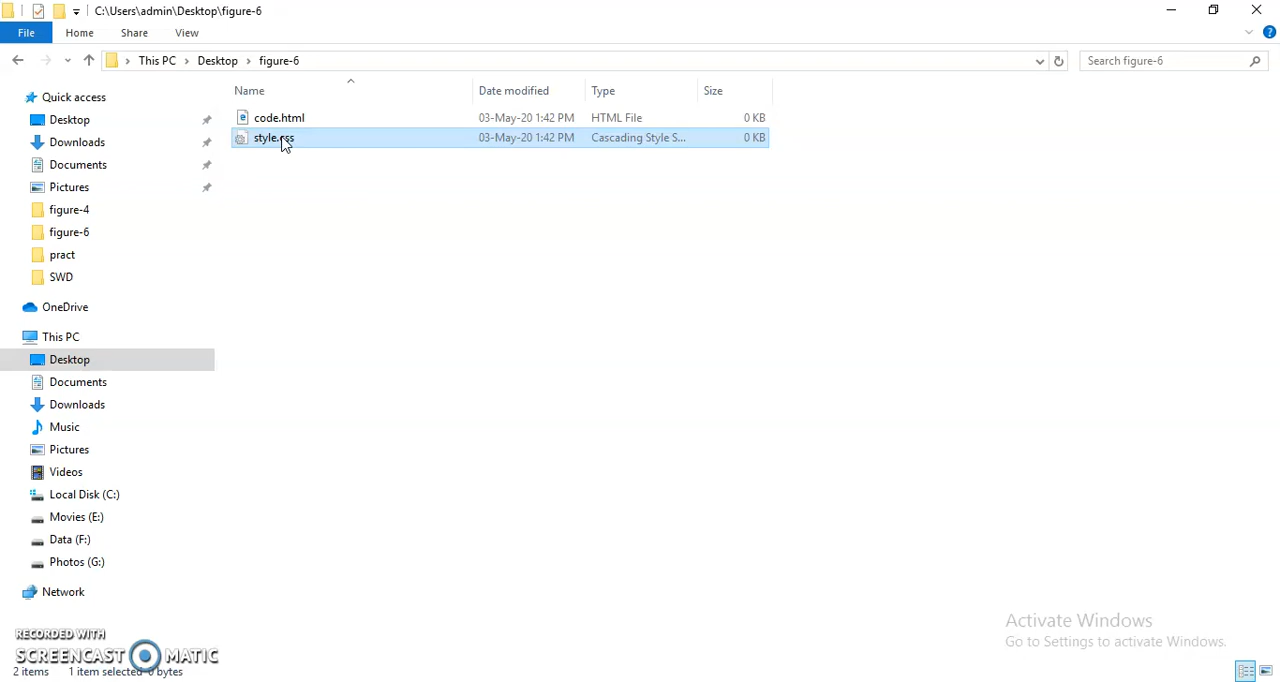 C:\Users\admin\Desktop\figure-6
File Home Share View
This PC Desktop figure-6
Search figure-6
Name Date modified Type Size
code.html 03-May-20 1:42 PM HTML File 0 KB
style.css 03-May-20 1:42 PM Cascading Style S... 0 KB
Quick access
Desktop
Downloads
Documents
Pictures
figure-4
figure-6
pract
SWD
OneDrive
This PC
Desktop
Documents
Downloads
Music
Pictures
Videos
Local Disk (C:)
Movies (E:)
Data (F:)
Photos (G:)
Network
Activate Windows
Go to Settings to activate Windows.
RECORDED WITH
SCREENCAST MATIC
2 items 1 item selected 0 bytes